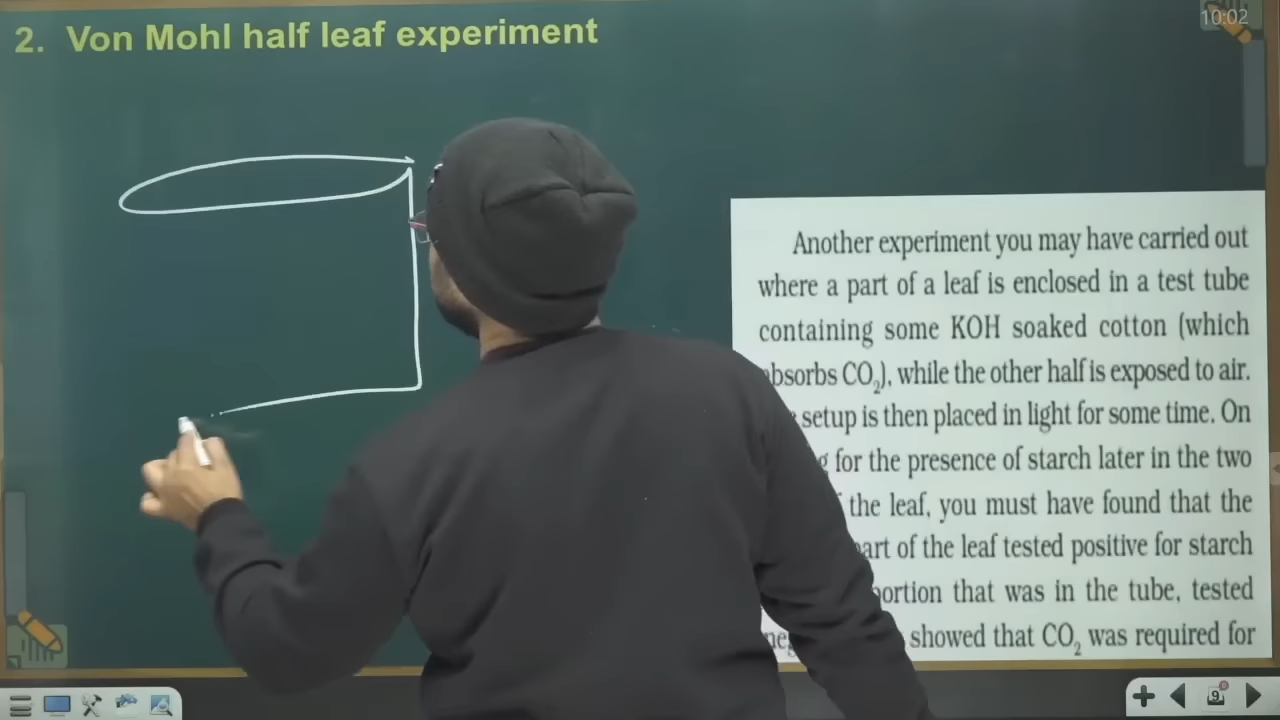 2. Von Mohl half leaf experiment
10:02
Another experiment you may have carried out
where a part of a leaf is enclosed in a test tube
containing some KOH soaked cotton (which
absorbs CO₂), while the other half is exposed to air.
setup is then placed in light for some time. On
for the presence of starch later in the two
the leaf, you must have found that the
part of the leaf tested positive for starch
portion that was in the tube, tested
showed that CO₂ was required for
9